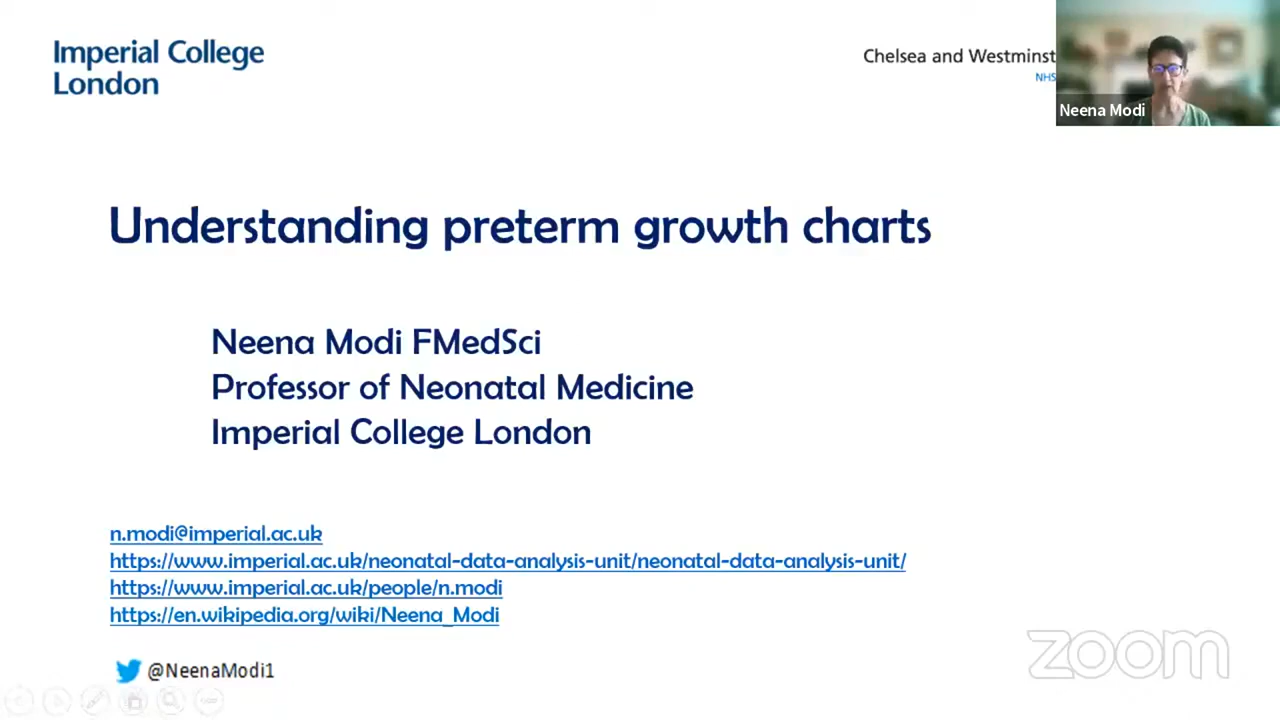 Imperial College
London
Chelsea and Westminst
NHS
Neena Modi
Understanding preterm growth charts
Neena Modi FMedSci
Professor of Neonatal Medicine
Imperial College London
n.modi@imperial.ac.uk
https://www.imperial.ac.uk/neonatal-data-analysis-unit/neonatal-data-analysis-unit/
https://www.imperial.ac.uk/people/n.modi
https://en.wikipedia.org/wiki/Neena_Modi
@NeenaModi1
zoom